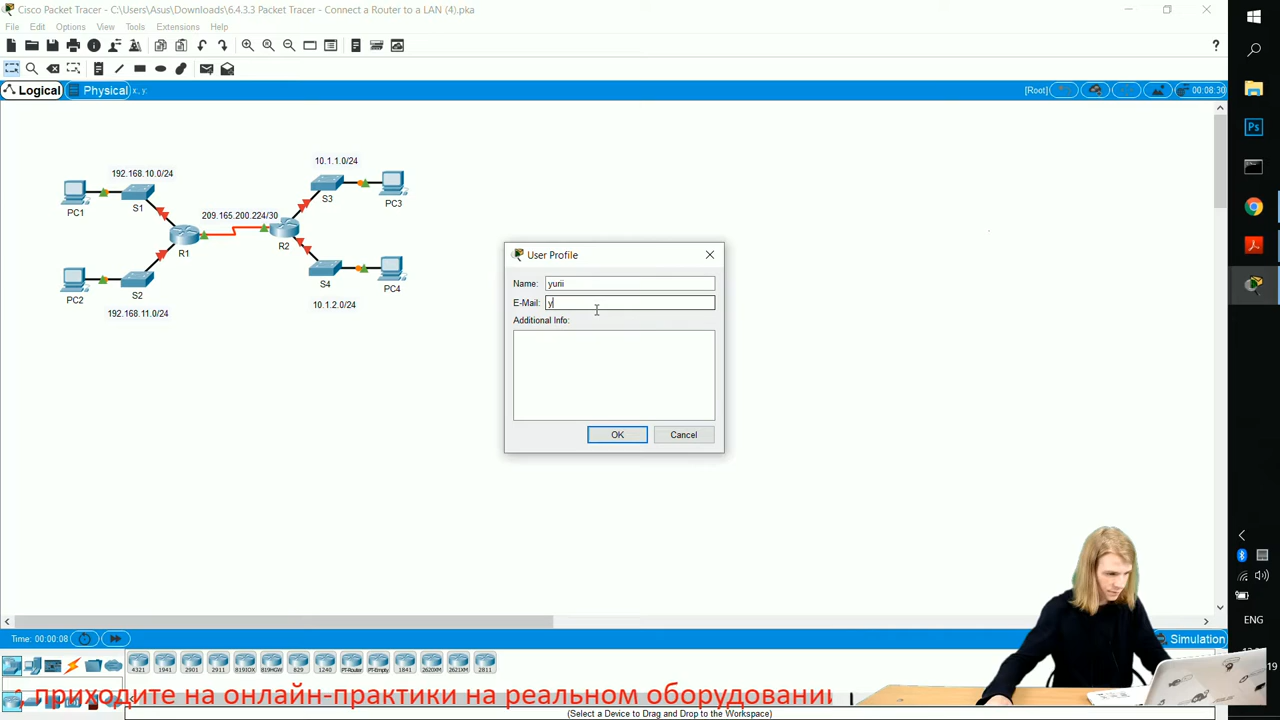 Cisco Packet Tracer - C:\Users\Asus\Downloads\6.4.3.3 Packet Tracer - Connect a Router to a LAN (4).pka
File Edit Options View Tools Extensions Help
?
Logical Physical x:, y: [Root] 00:08:30
10.1.1.0/24
192.168.10.0/24
PC1 S1 S3 PC3
209.165.200.224/30
R1 R2
PC2 S2 S4 PC4
10.1.2.0/24
192.168.11.0/24
User Profile
Name: yurii
E-Mail: y
Additional Info:
OK Cancel
Ps
ENG
19
Time: 00:00:08 Simulation
4321 1941 2901 2911 819IOX 819HGW 829 1240 PT-Router PT-Empty 1841 2620XM 2621XM 2811
, приходите на онлайн-практики на реальном оборудовании
(Select a Device to Drag and Drop to the Workspace)